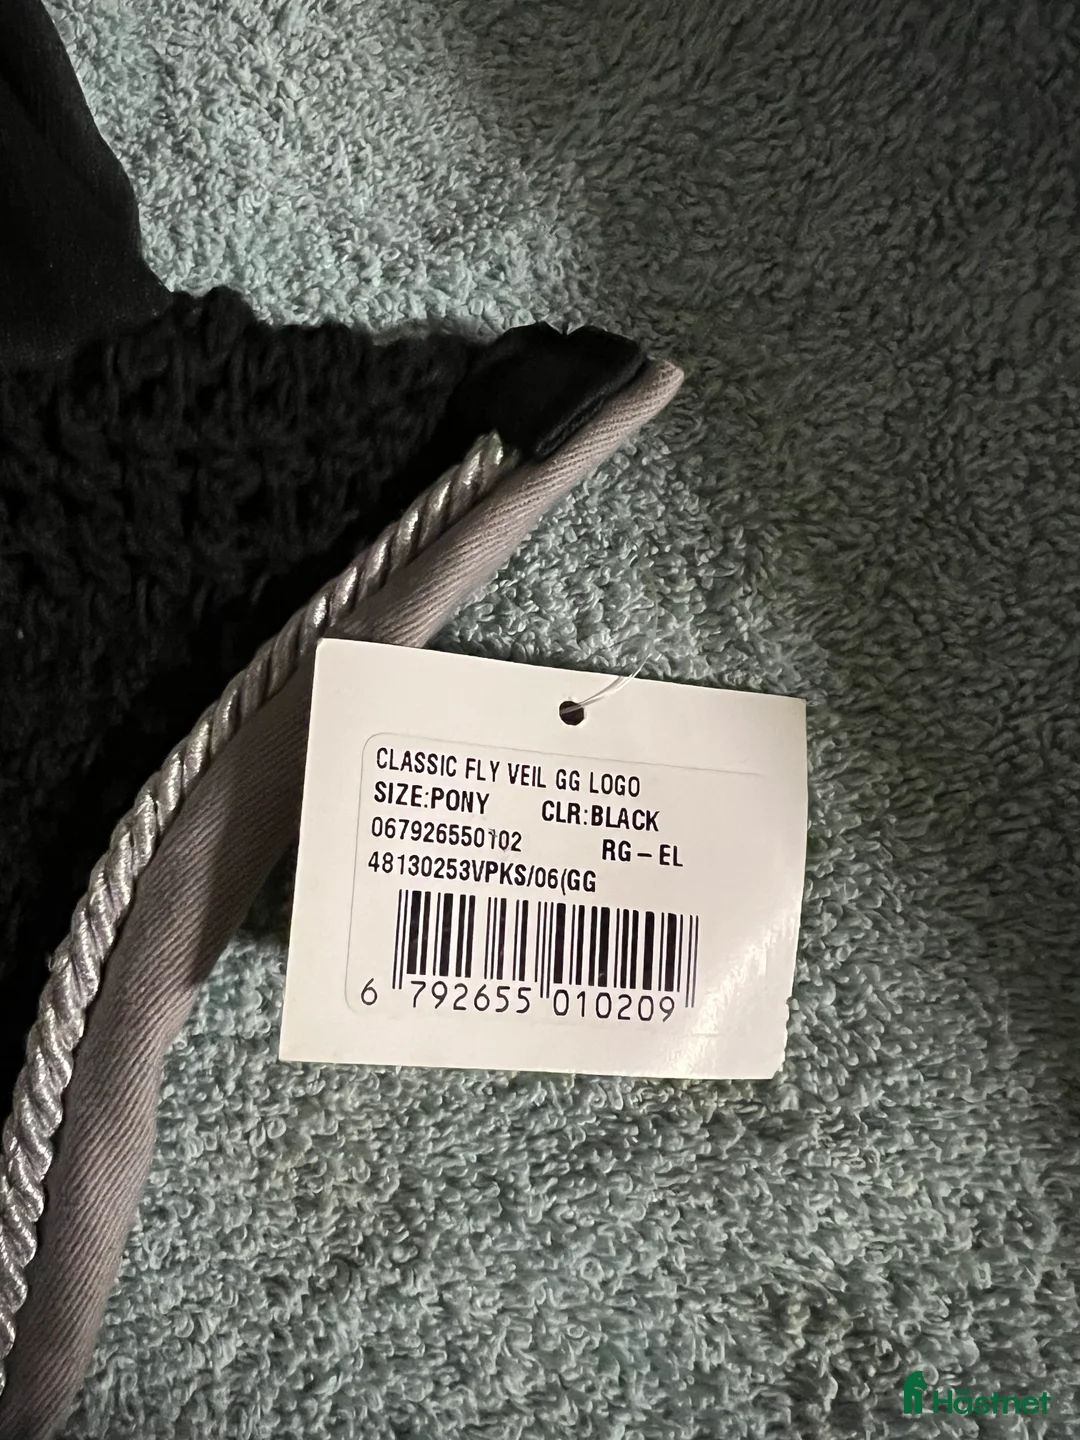 CLASSIC FLY VEIL GG LOGO
SIZE:PONY CLR:BLACK
067926550102 RG-EL
48130253VPKS/06(GG
6 792655 010209
Hästnet